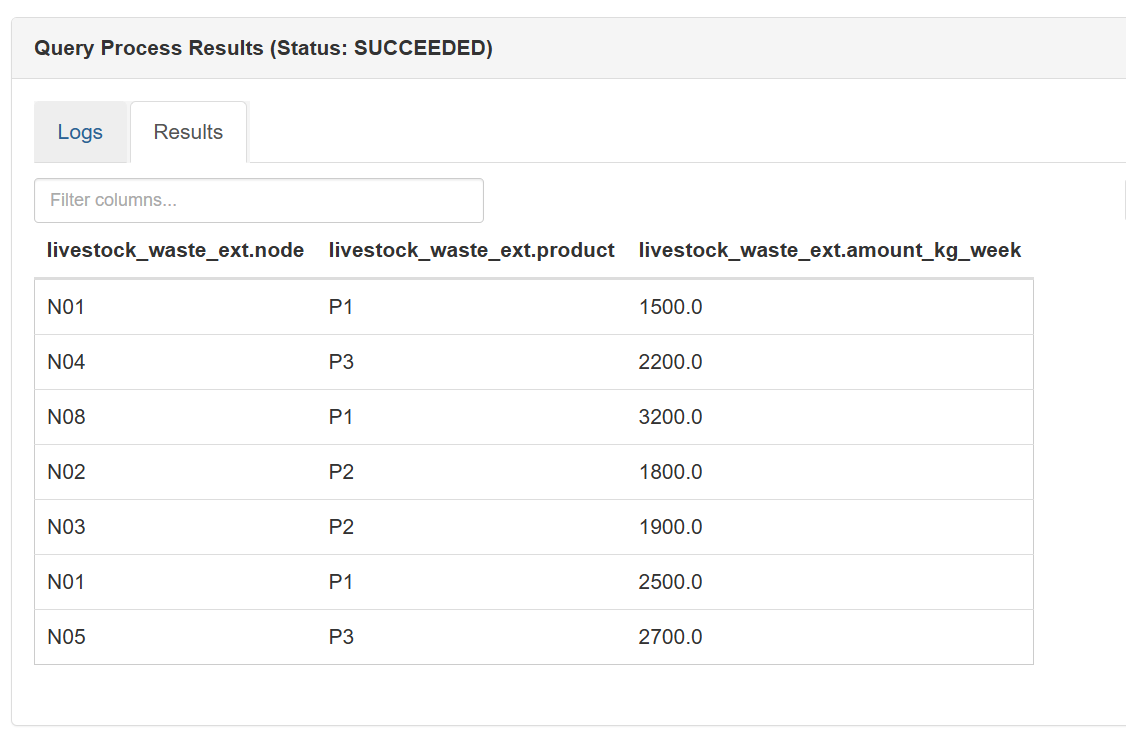 Query Process Results (Status: SUCCEEDED)
Logs Results
Filter columns...
livestock_waste_ext.node livestock_waste_ext.product livestock_waste_ext.amount_kg_week
N01 P1 1500.0
N04 P3 2200.0
N08 P1 3200.0
N02 P2 1800.0
N03 P2 1900.0
N01 P1 2500.0
N05 P3 2700.0